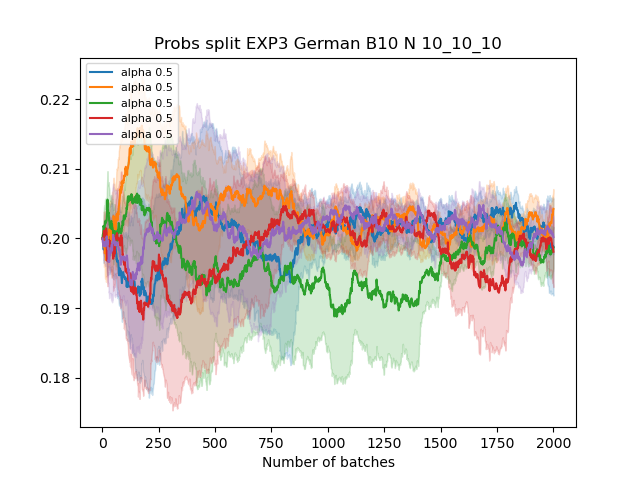 Probs split EXP3 German B10 N 10_10_10
alpha 0.5
alpha 0.5
alpha 0.5
alpha 0.5
alpha 0.5
0.22
0.21
0.20
0.19
0.18
0 250 500 750 1000 1250 1500 1750 2000
Number of batches